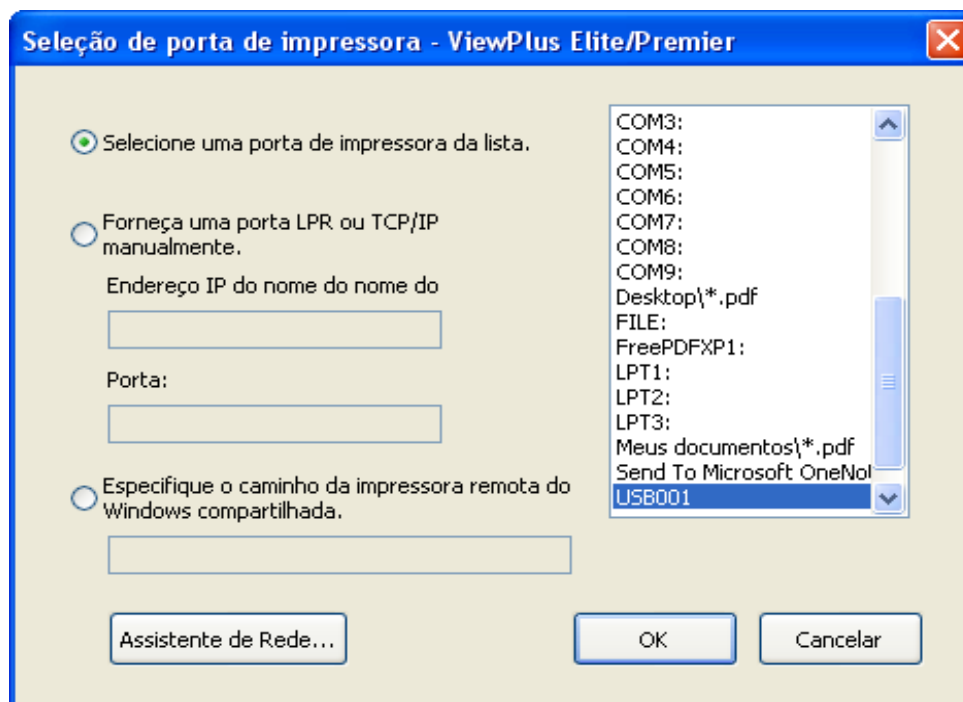 Seleção de porta de impressora - ViewPlus Elite/Premier
Selecione uma porta de impressora da lista.
Forneça uma porta LPR ou TCP/IP
manualmente.
Endereço IP do nome do nome do
Porta:
Especifique o caminho da impressora remota do
Windows compartilhada.
COM3:
COM4:
COM5:
COM6:
COM7:
COM8:
COM9:
Desktop\*.pdf
FILE:
FreePDFXP1:
LPT1:
LPT2:
LPT3:
Meus documentos\*.pdf
Send To Microsoft OneNo
USB001
Assistente de Rede...
OK
Cancelar